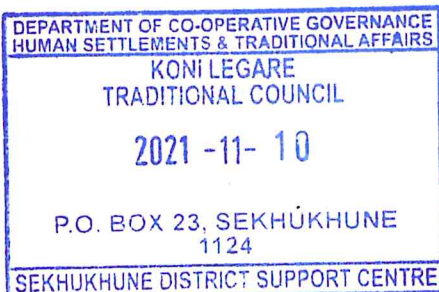 DEPARTMENT OF CO-OPERATIVE GOVERNANCE
HUMAN SETTLEMENTS & TRADITIONAL AFFAIRS
KONI LEGARE
TRADITIONAL COUNCIL
2021 -11- 10
P.O. BOX 23, SEKHUKHUNE
1124
SEKHUKHUNE DISTRICT SUPPORT CENTRE